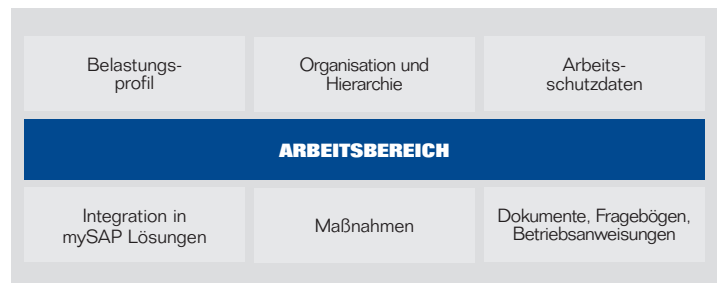 Belastungs-
profil
Organisation und
Hierarchie
Arbeits-
schutzdaten
ARBEITSBEREICH
Integration in
mySAP Lösungen
Maßnahmen
Dokumente, Fragebögen,
Betriebsanweisungen